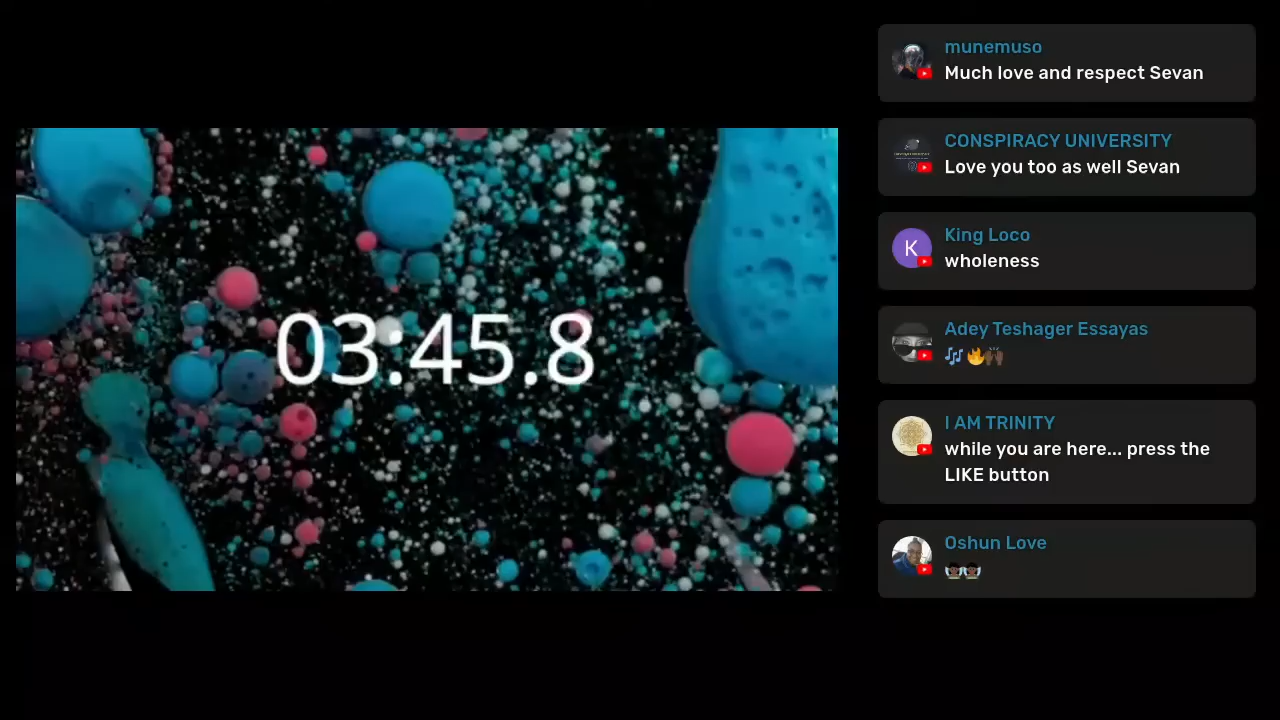 03:45.8
munemuso
Much love and respect Sevan
CONSPIRACY UNIVERSITY
Love you too as well Sevan
K
King Loco
wholeness
Adey Teshager Essayas
🎶🔥🙌🏾
I AM TRINITY
while you are here... press the
LIKE button
Oshun Love